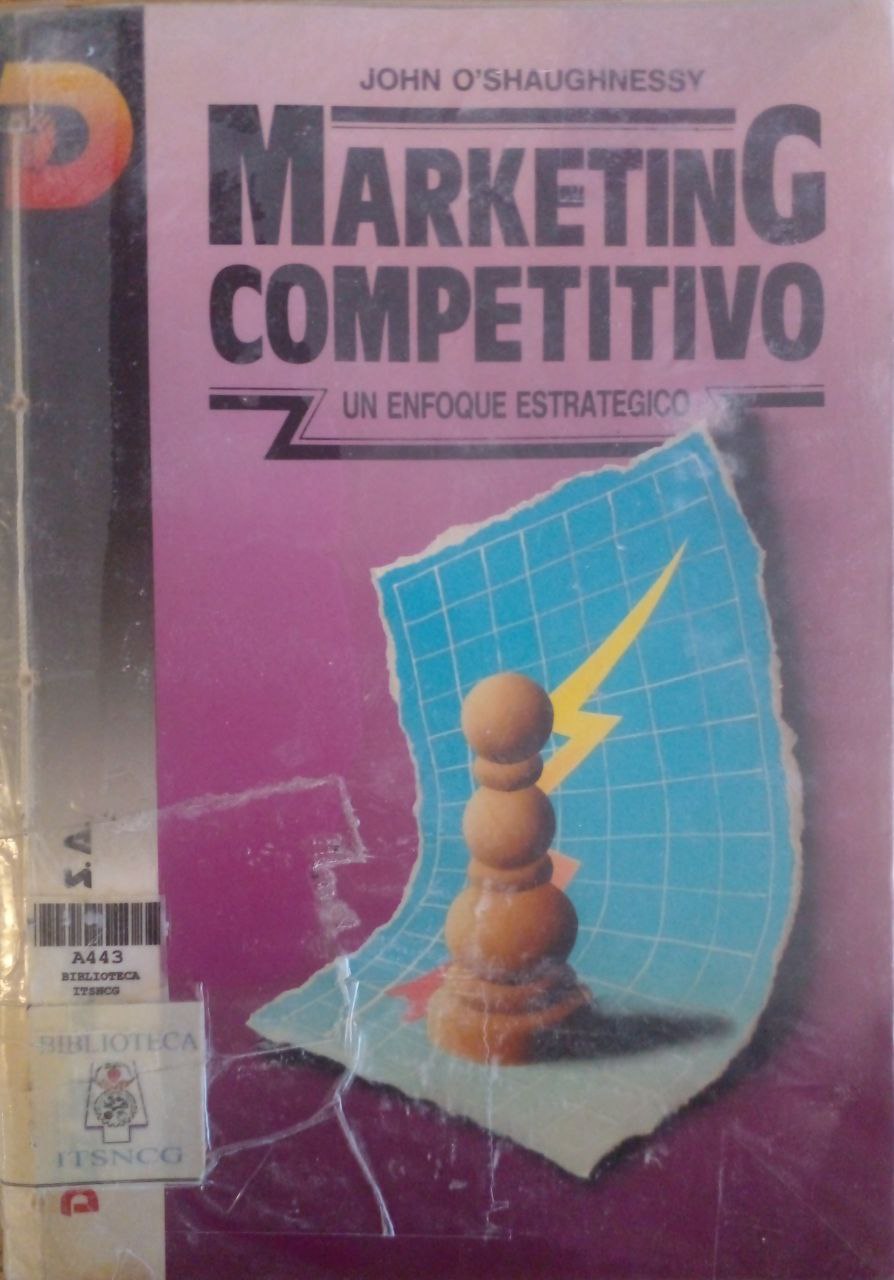 JOHN O'SHAUGHNESSY
MARKETING
COMPETITIVO
UN ENFOQUE ESTRATEGICO
S.A.
A443
BIBLIOTECA
ITSNCG
BIBLIOTECA
ITSNCG
D